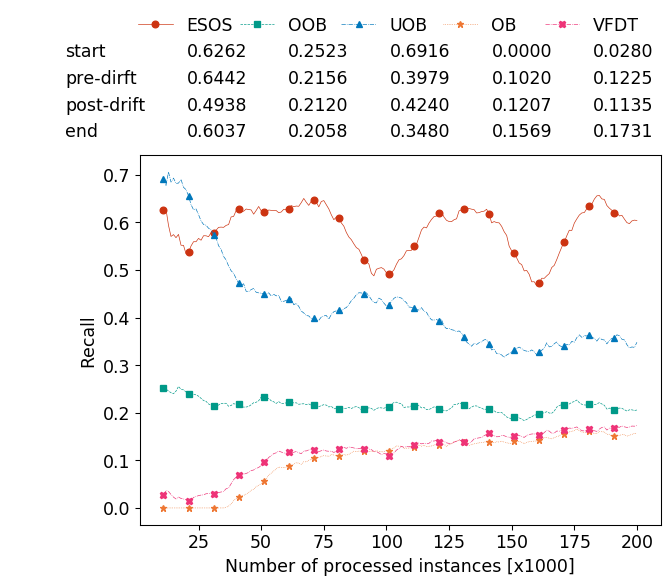 ESOS OOB UOB OB VFDT
start 0.6262 0.2523 0.6916 0.0000 0.0280
pre-dirft 0.6442 0.2156 0.3979 0.1020 0.1225
post-drift 0.4938 0.2120 0.4240 0.1207 0.1135
end 0.6037 0.2058 0.3480 0.1569 0.1731
0.7
0.6
0.5
0.4
0.3
0.2
0.1
0.0
Recall
25 50 75 100 125 150 175 200
Number of processed instances [x1000]